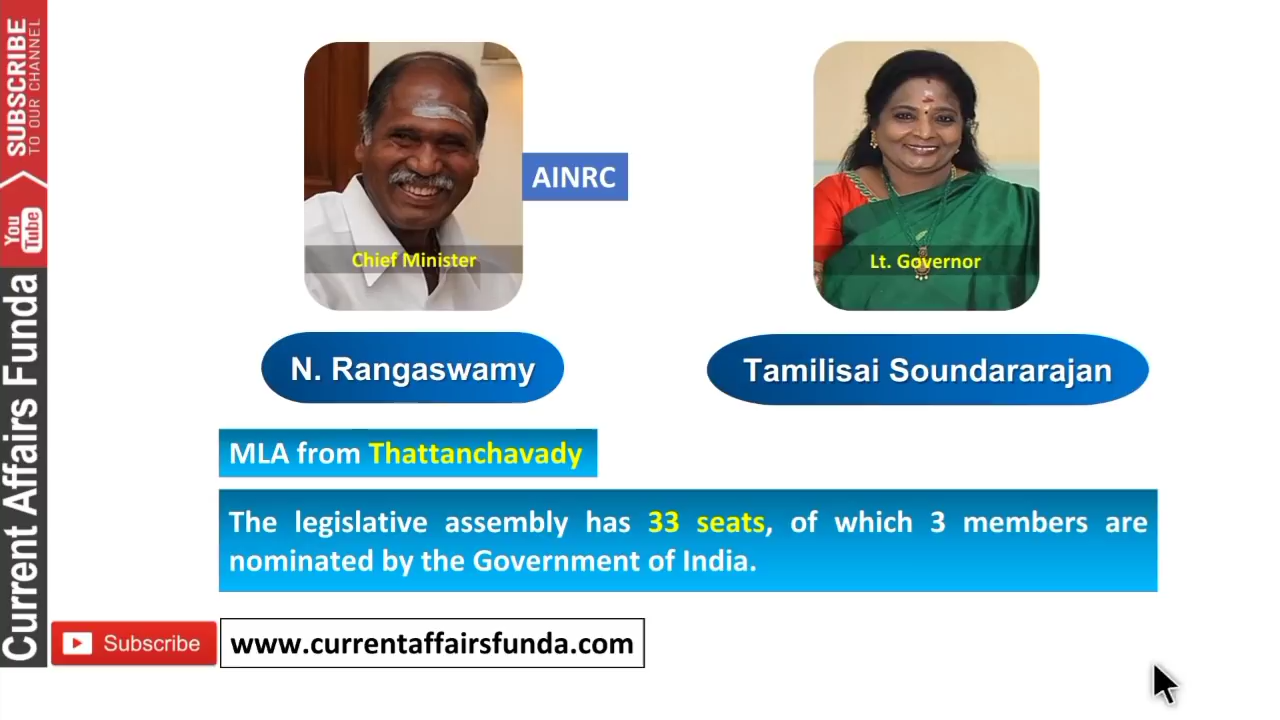 SUBSCRIBE
TO OUR CHANNEL
You
Tube
Current Affairs Funda
AINRC
Chief Minister
Lt. Governor
N. Rangaswamy
Tamilisai Soundararajan
MLA from Thattanchavady
The legislative assembly has 33 seats, of which 3 members are
nominated by the Government of India.
Subscribe
www.currentaffairsfunda.com